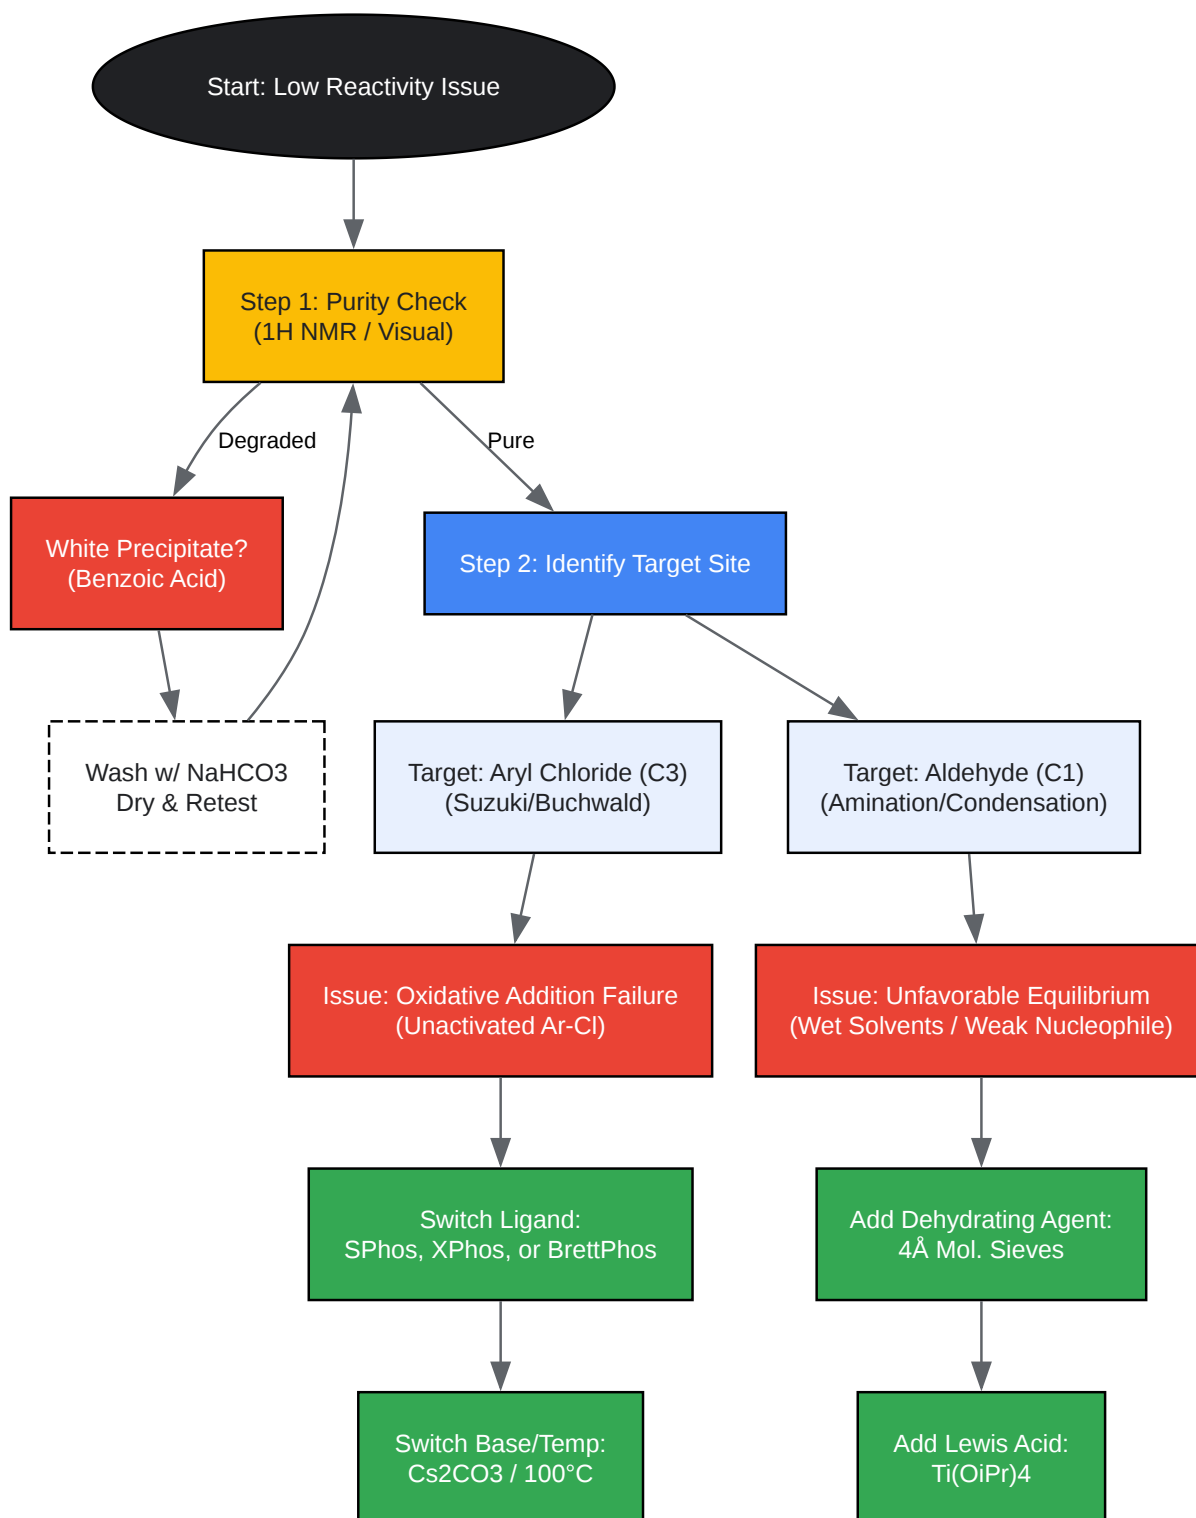 Start: Low Reactivity Issue
Step 1: Purity Check
(1H NMR / Visual)
Degraded
Pure
White Precipitate?
(Benzoic Acid)
Step 2: Identify Target Site
Wash w/ NaHCO3
Dry & Retest
Target: Aryl Chloride (C3)
(Suzuki/Buchwald)
Target: Aldehyde (C1)
(Amination/Condensation)
Issue: Oxidative Addition Failure
(Unactivated Ar-Cl)
Issue: Unfavorable Equilibrium
(Wet Solvents / Weak Nucleophile)
Switch Ligand:
SPhos, XPhos, or BrettPhos
Add Dehydrating Agent:
4Å Mol. Sieves
Switch Base/Temp:
Cs2CO3 / 100°C
Add Lewis Acid:
Ti(OiPr)4